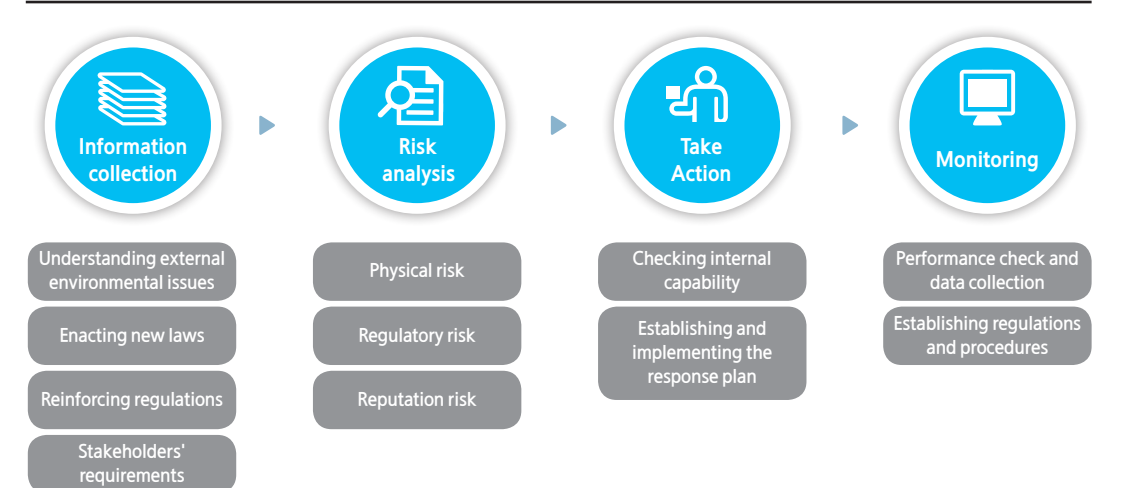 Information
collection
Risk
analysis
Take
Action
Monitoring
Understanding external
environmental issues
Enacting new laws
Reinforcing regulations
Stakeholders'
requirements
Physical risk
Regulatory risk
Reputation risk
Checking internal
capability
Establishing and
implementing the
response plan
Performance check and
data collection
Establishing regulations
and procedures